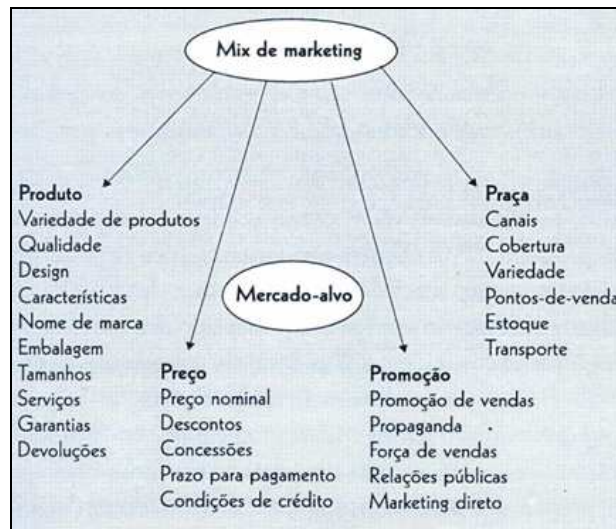 Mix de marketing
Produto
Variedade de produtos
Qualidade
Design
Características
Nome de marca
Embalagem
Tamanhos
Serviços
Garantias
Devoluções
Mercado-alvo
Preço
Preço nominal
Descontos
Concessões
Prazo para pagamento
Condições de crédito
Promoção
Promoção de vendas
Propaganda
Força de vendas
Relações públicas
Marketing direto
Praça
Canais
Cobertura
Variedade
Pontos-de-venda
Estoque
Transporte